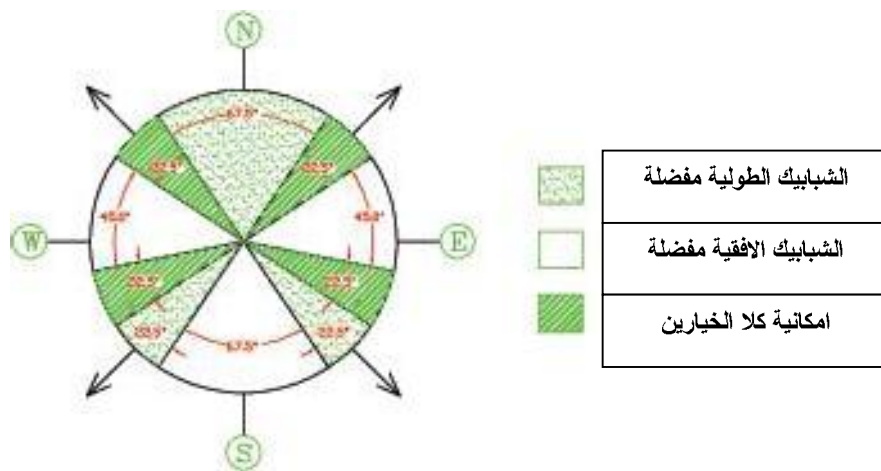 N
67.5°
22.5°
22.5°
45.0°
45.0°
W
E
22.5°
22.5°
22.5°
67.5°
22.5°
S
الشبابيك الطولية مفضلة
الشبابيك الافقية مفضلة
امكانية كلا الخيارين